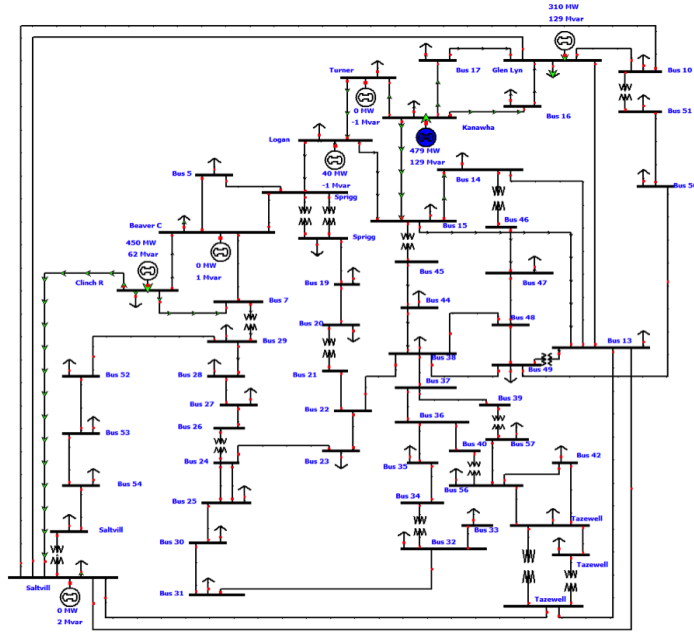 310 MW
129 Mvar
Bus 17
Glen Lyn
Bus 10
Turner
Bus 51
0 MW
-1 Mvar
Bus 16
Kanawha
Logan
479 MW
129 Mvar
40 MW
-1 Mvar
Bus 5
Bus 14
Sprigg
Bus 46
Beaver C
Bus 15
Sprigg
450 MW
62 Mvar
0 MW
1 Mvar
Bus 45
Bus 47
Clinch R
Bus 19
Bus 7
Bus 44
Bus 20
Bus 48
Bus 29
Bus 13
Bus 38
Bus 49
Bus 52
Bus 28
Bus 21
Bus 37
Bus 27
Bus 39
Bus 22
Bus 36
Bus 26
Bus 53
Bus 40
Bus 57
Bus 24
Bus 23
Bus 35
Bus 42
Bus 54
Bus 56
Bus 25
Bus 34
Saltvill
Tazewell
Bus 33
Bus 30
Bus 32
Tazewell
Saltvill
Bus 31
Tazewell
0 MW
2 Mvar